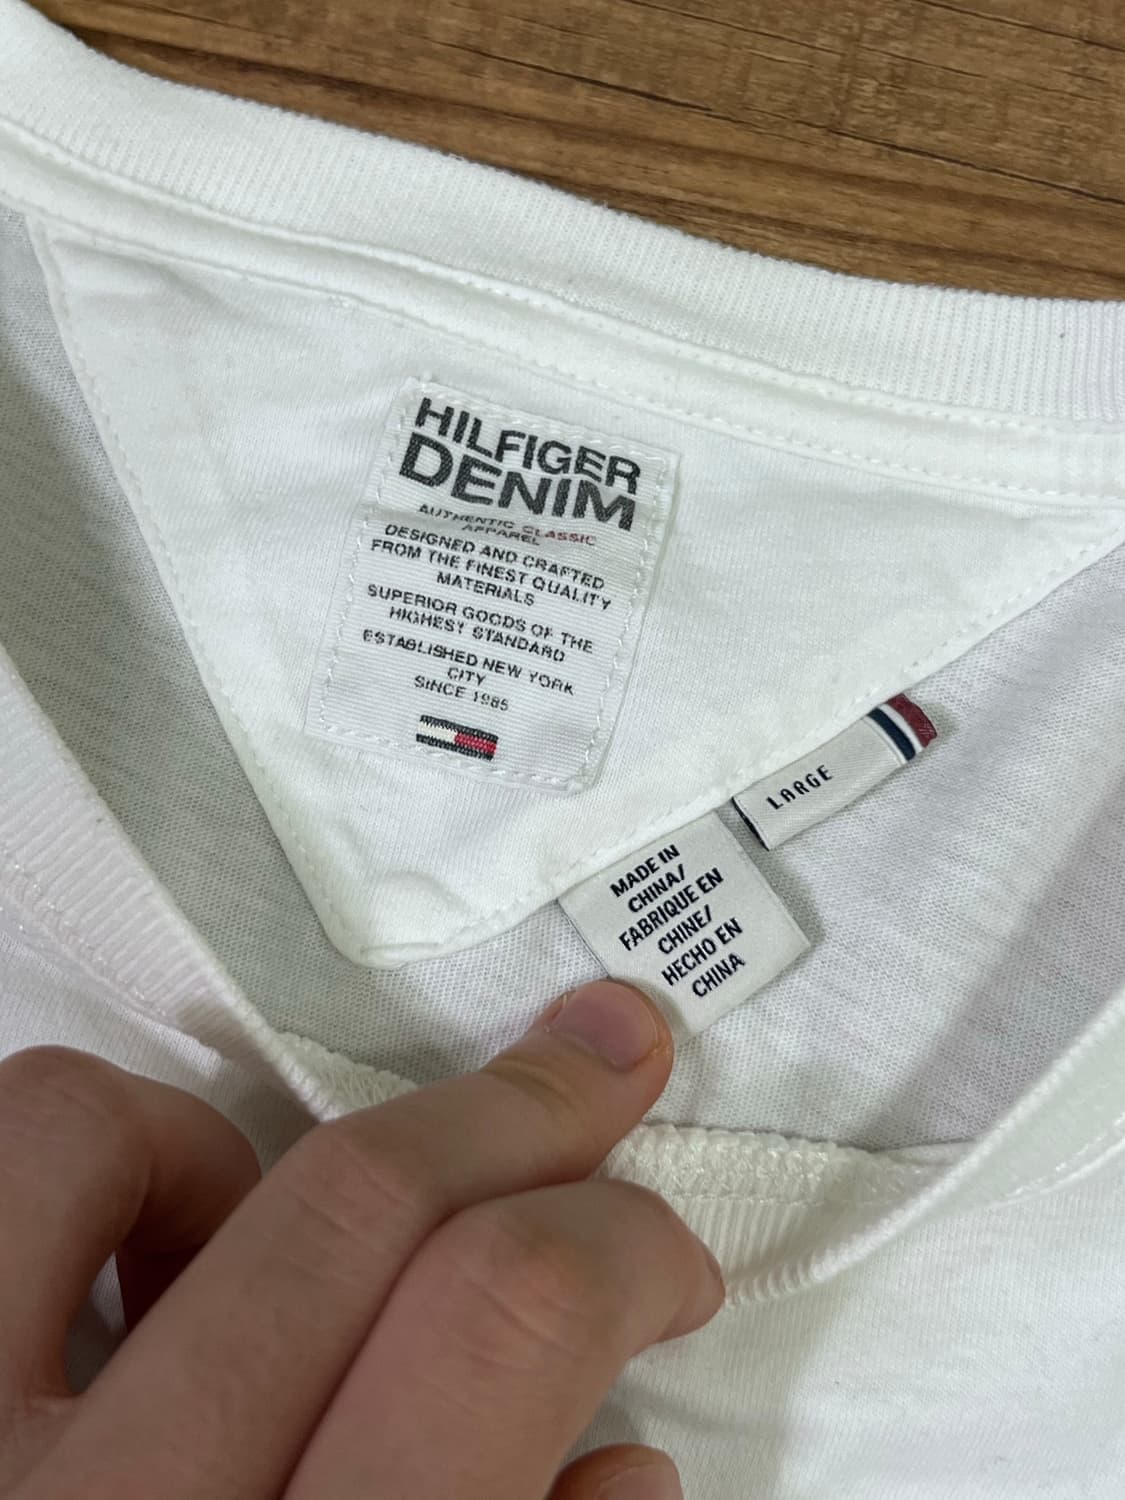 HILFIGER
DENIM
AUTHENTIC CLASSIC
APPAREL
DESIGNED AND CRAFTED
FROM THE FINEST QUALITY
MATERIALS
SUPERIOR GOODS OF THE
HIGHEST STANDARD
ESTABLISHED NEW YORK
CITY
SINCE 1985
LARGE
MADE IN
CHINA/
FABRIQUE EN
CHINE/
HECHO EN
CHINA